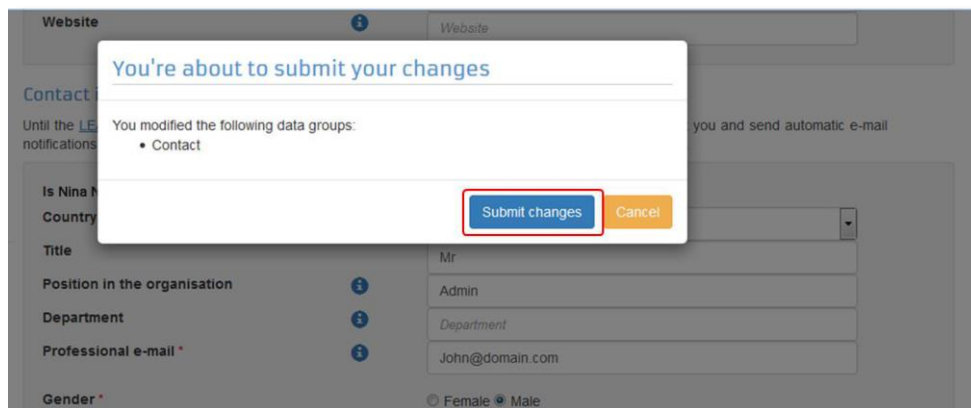 Website
Website
You're about to submit your changes
Contact i
Until the LE
you and send automatic e-mail
notifications
You modified the following data groups:
• Contact
Is Nina N
Country
Submit changes
Cancel
Title
Mr
Position in the organisation
Admin
Department
Department
Professional e-mail *
John@domain.com
Gender *
Female
Male